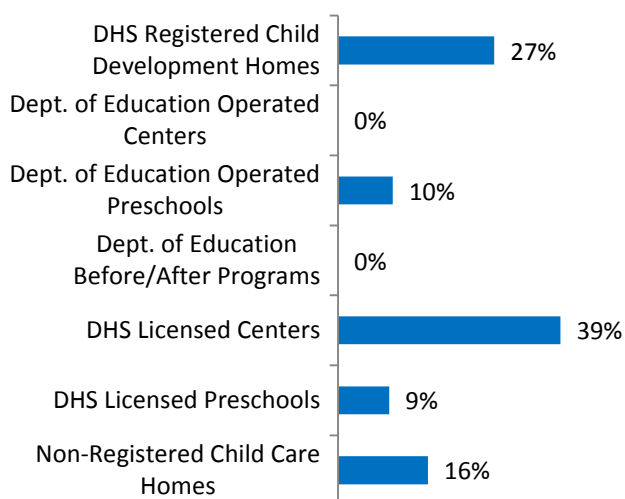 DHS Registered Child
Development Homes
27%
Dept. of Education Operated
Centers
0%
Dept. of Education Operated
Preschools
10%
Dept. of Education
Before/After Programs
0%
DHS Licensed Centers
39%
DHS Licensed Preschools
9%
Non-Registered Child Care
Homes
16%